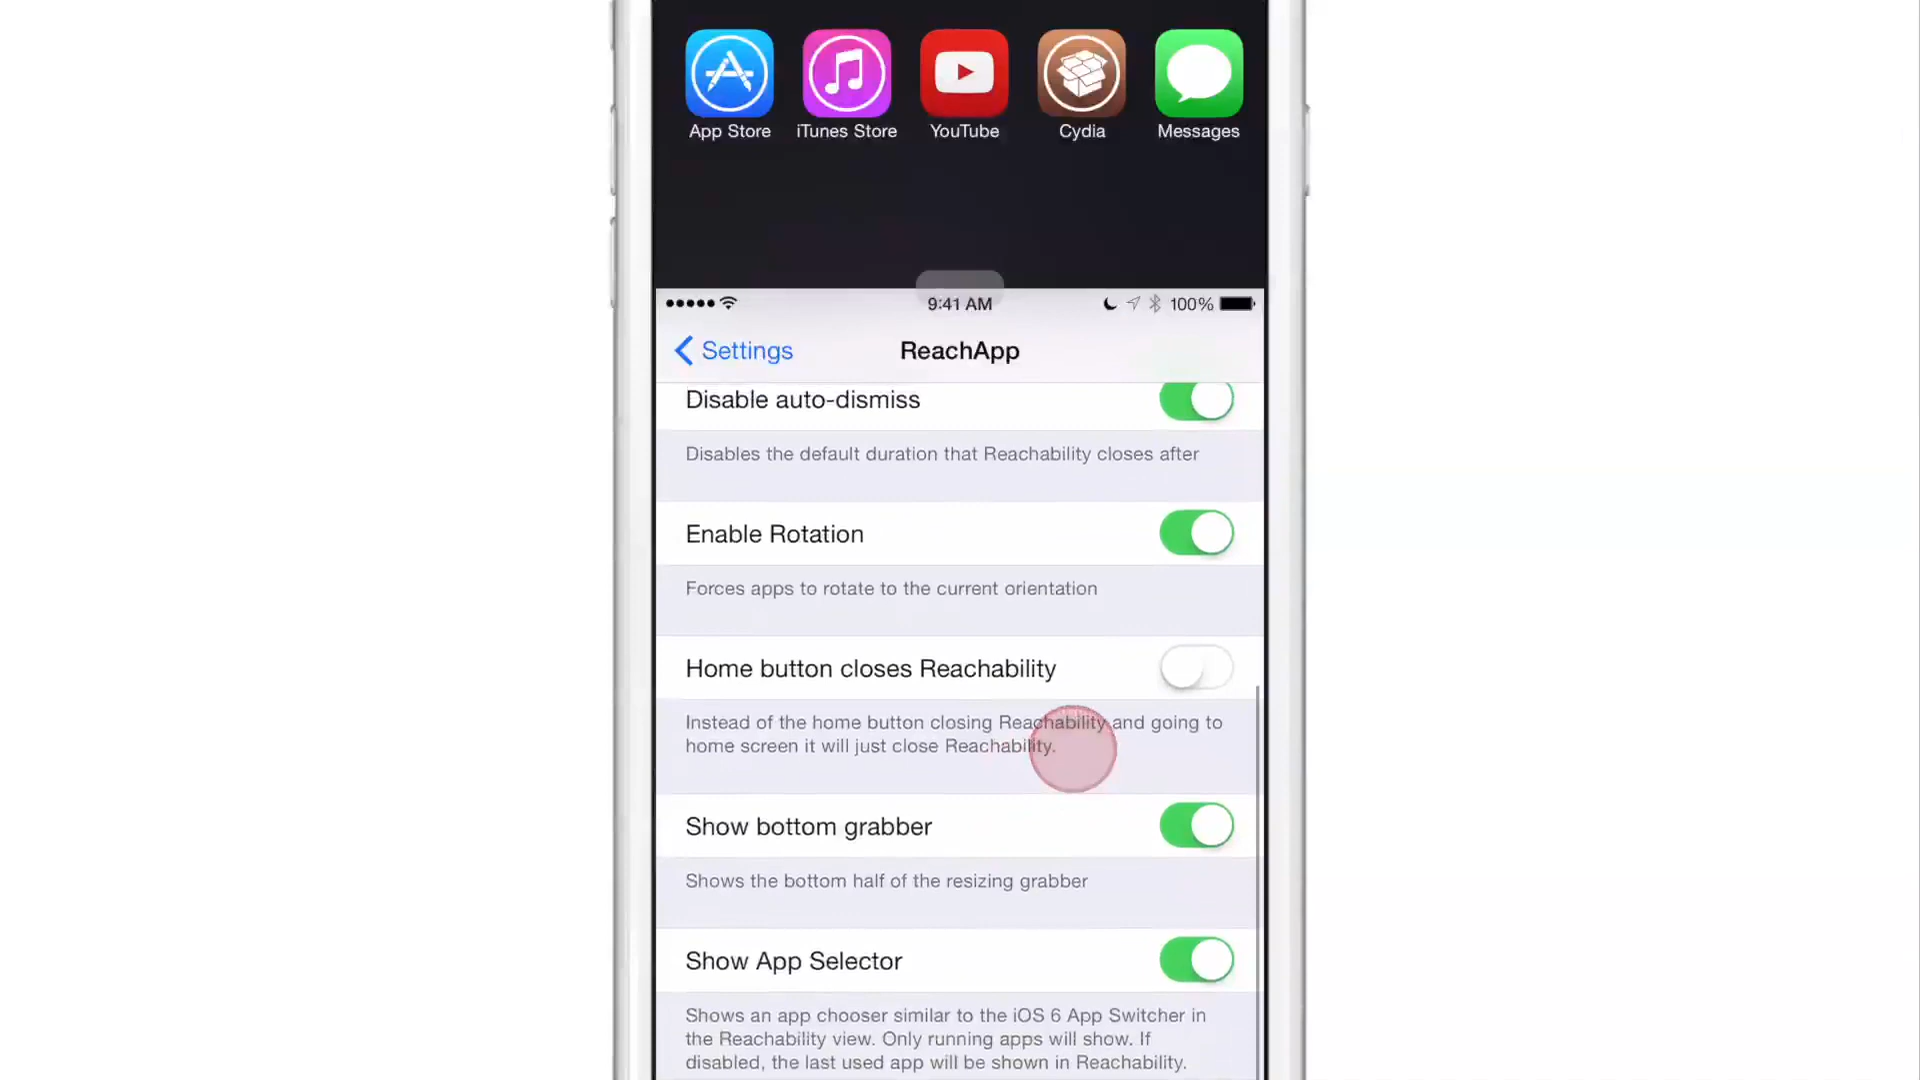 App Store iTunes Store YouTube Cydia Messages
9:41 AM 100%
Settings ReachApp
Disable auto-dismiss
Disables the default duration that Reachability closes after
Enable Rotation
Forces apps to rotate to the current orientation
Home button closes Reachability
Instead of the home button closing Reachability and going to
home screen it will just close Reachability.
Show bottom grabber
Shows the bottom half of the resizing grabber
Show App Selector
Shows an app chooser similar to the iOS 6 App Switcher in
the Reachability view. Only running apps will show. If
disabled, the last used app will be shown in Reachability.